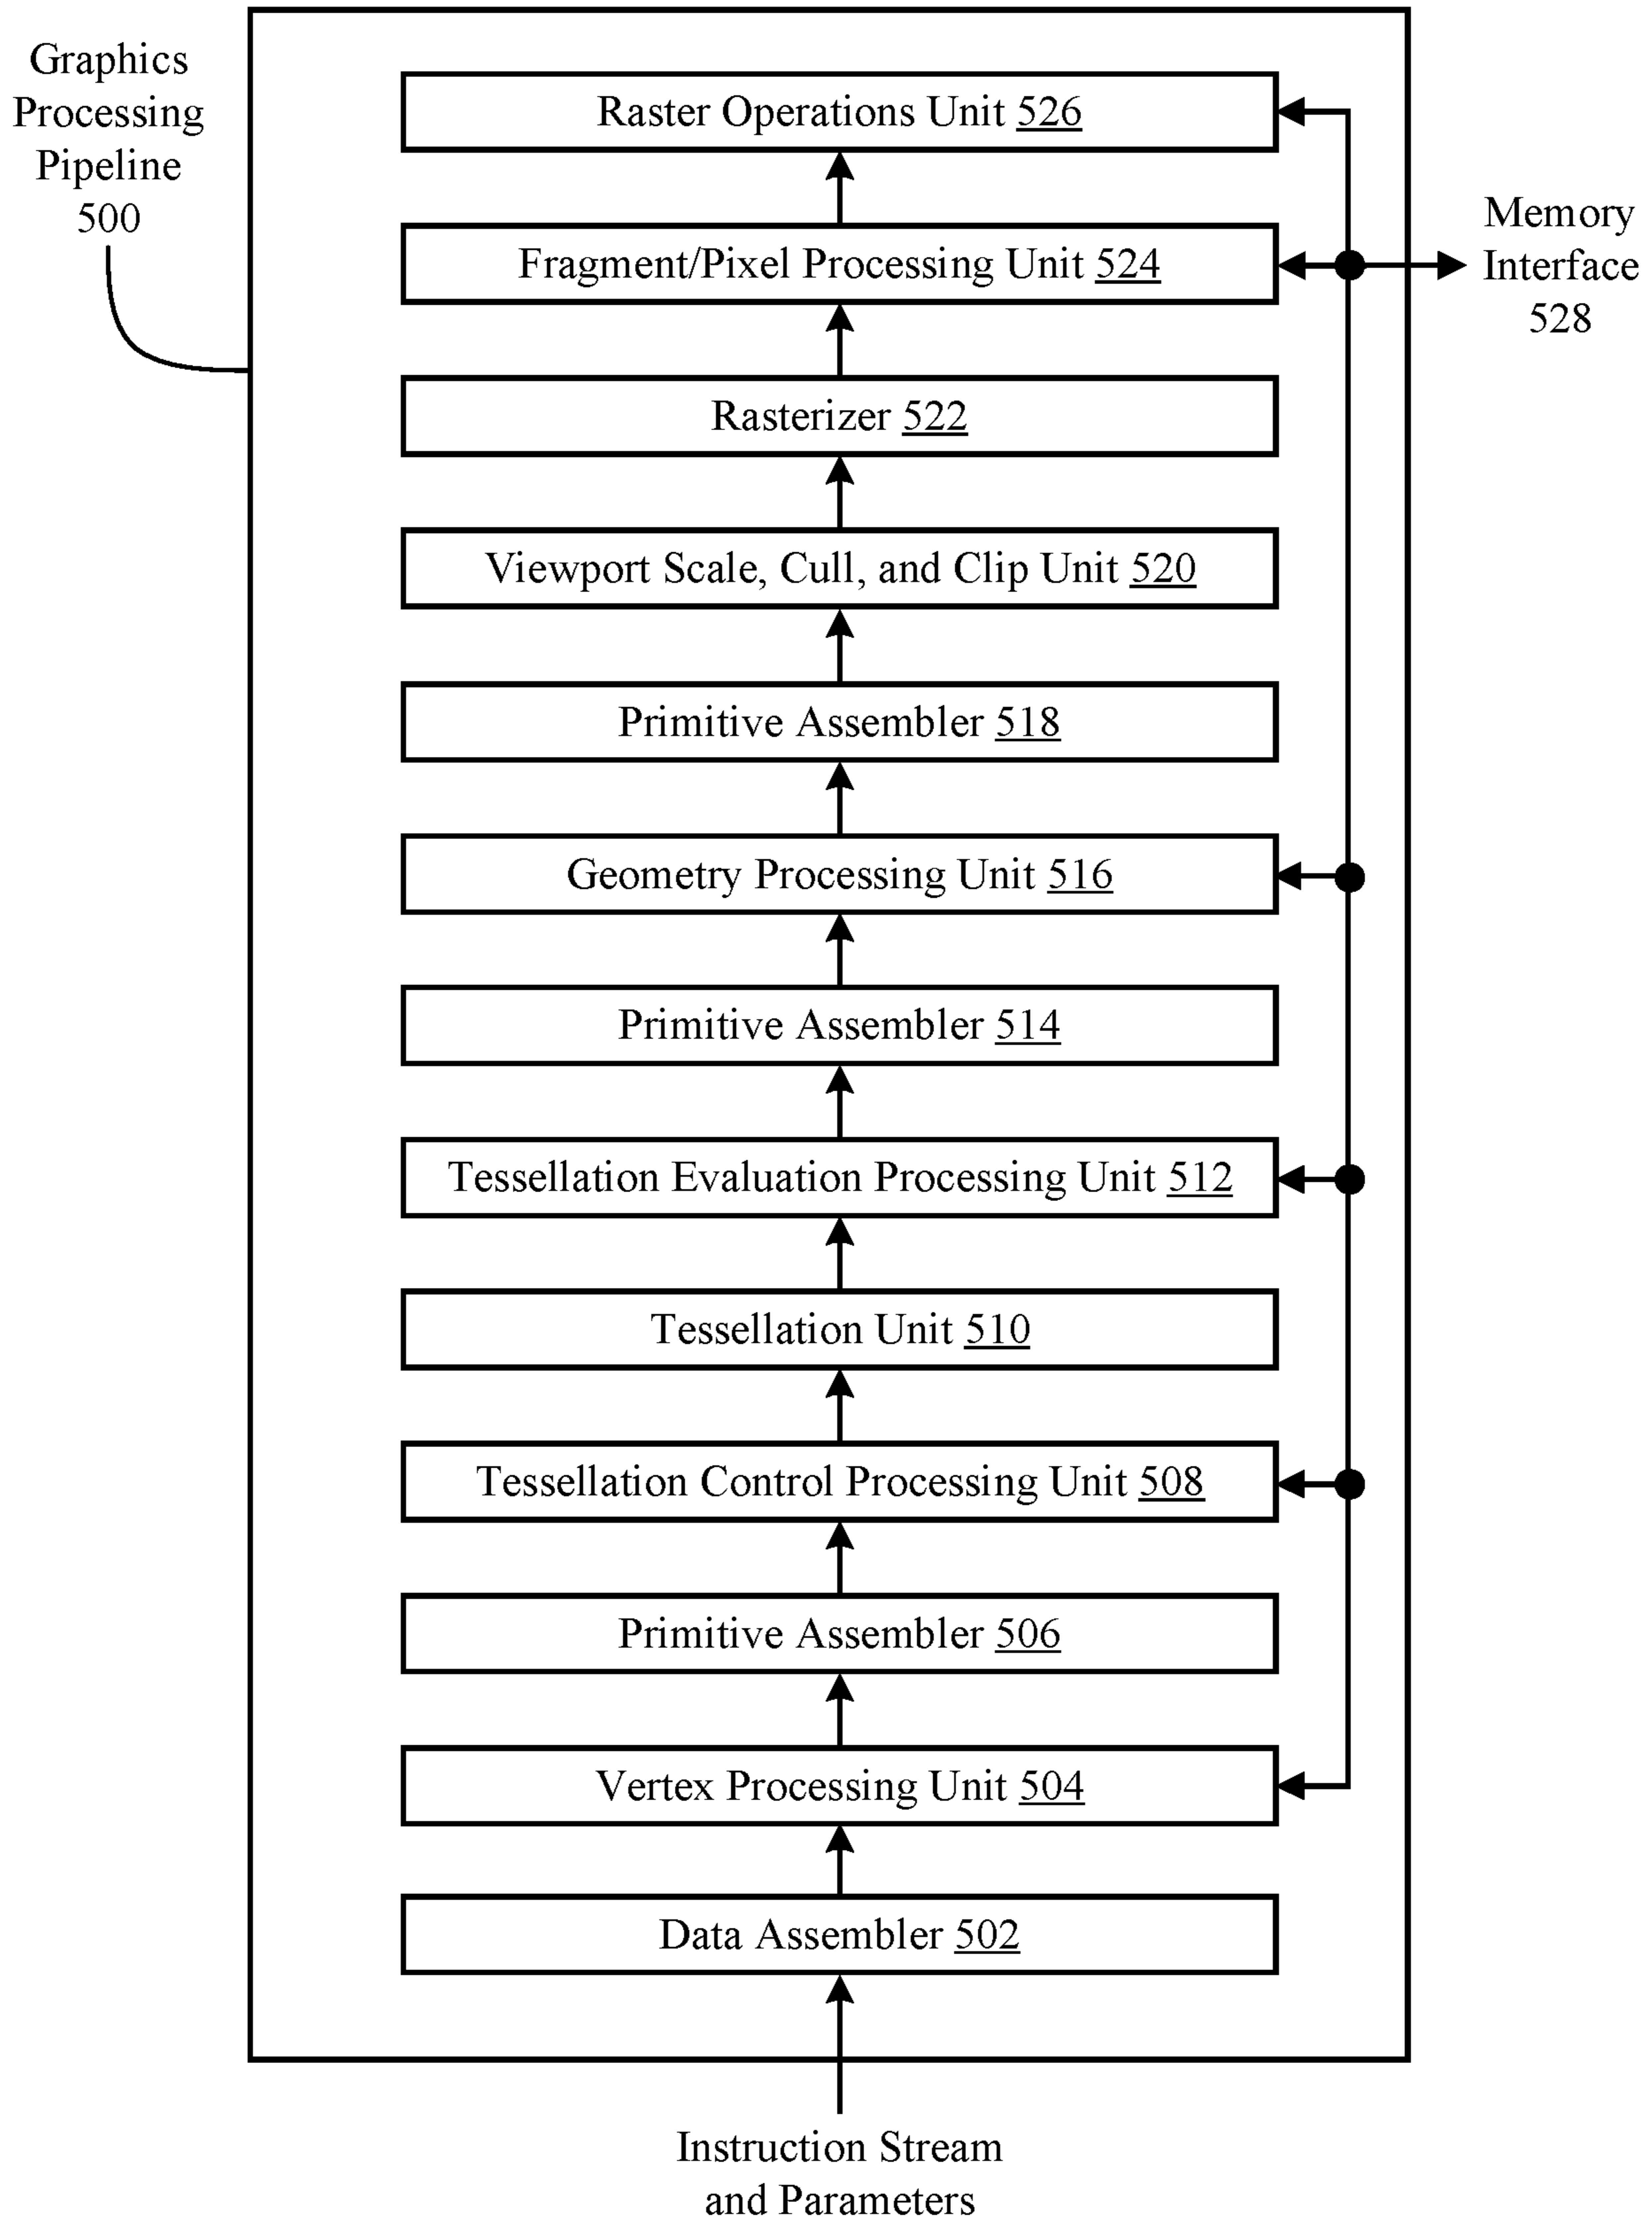 Graphics
Processing
Pipeline
500
Raster Operations Unit 526
Fragment/Pixel Processing Unit 524
Memory
Interface
528
Rasterizer 522
Viewport Scale, Cull, and Clip Unit 520
Primitive Assembler 518
Geometry Processing Unit 516
Primitive Assembler 514
Tessellation Evaluation Processing Unit 512
Tessellation Unit 510
Tessellation Control Processing Unit 508
Primitive Assembler 506
Vertex Processing Unit 504
Data Assembler 502
Instruction Stream
and Parameters